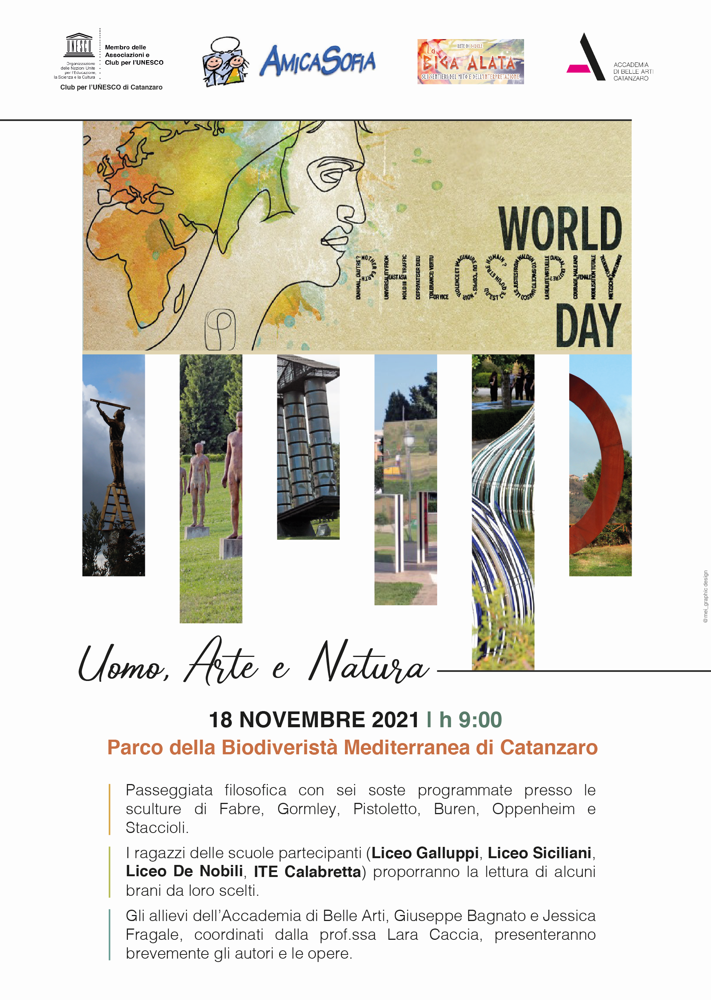 UNESCO
Organizzazione
delle Nazioni Unite
per l'Educazione,
la Scienza e la Cultura
Membro delle
Associazioni e
Club per l'UNESCO
Club per l'UNESCO di Catanzaro
AMICASOFIA
RETE DI SCUOLE
La
BIGA ALATA
SUI SENTIERI DEL MITO E DELL'INTERPRETAZIONE
ACCADEMIA
DI BELLE ARTI
CATANZARO
WORLD
PHILOSOPHY
DAY
@mei_graphic design
Uomo, Arte e Natura
18 NOVEMBRE 2021 | h 9:00
Parco della Biodiveristà Mediterranea di Catanzaro
Passeggiata filosofica con sei soste programmate presso le
sculture di Fabre, Gormley, Pistoletto, Buren, Oppenheim e
Staccioli.
I ragazzi delle scuole partecipanti (Liceo Galluppi, Liceo Siciliani,
Liceo De Nobili, ITE Calabretta) proporranno la lettura di alcuni
brani da loro scelti.
Gli allievi dell'Accademia di Belle Arti, Giuseppe Bagnato e Jessica
Fragale, coordinati dalla prof.ssa Lara Caccia, presenteranno
brevemente gli autori e le opere.